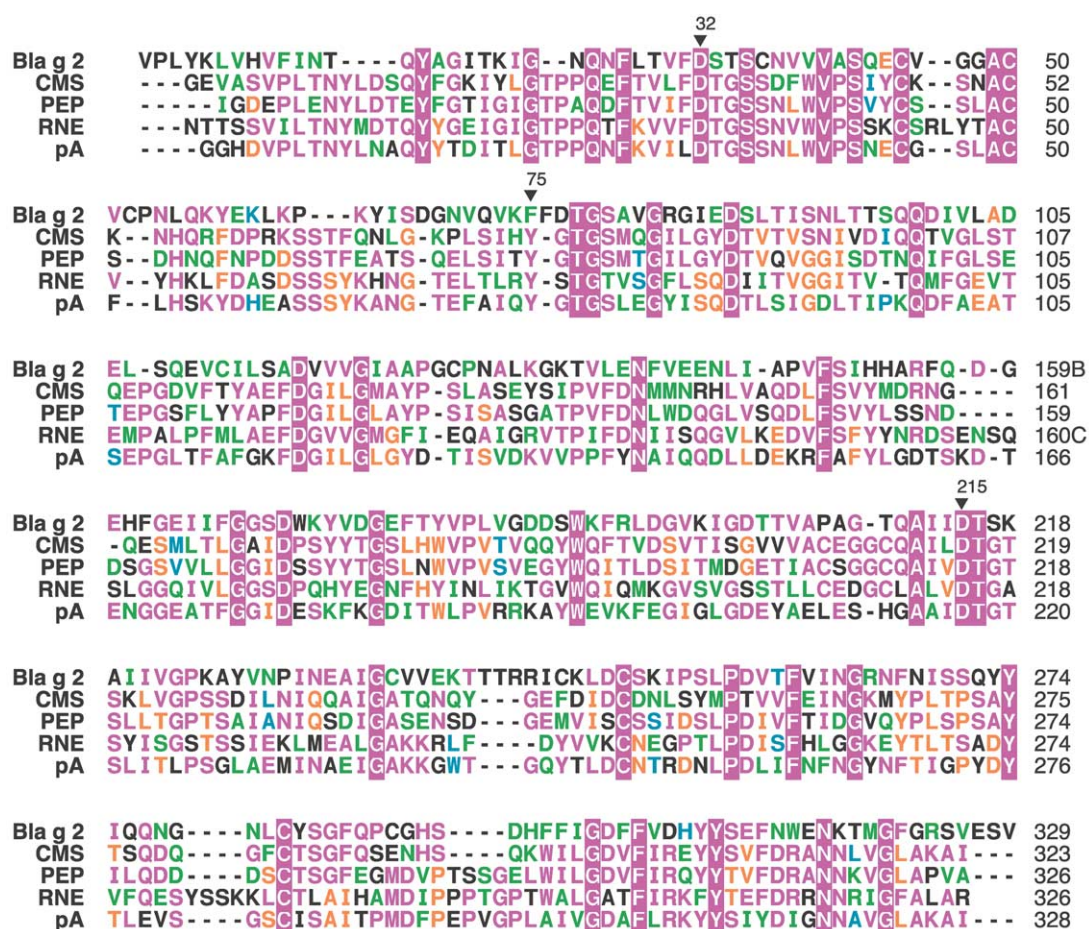 32
Bla g 2 VPLYKLVHVFINT----QYAGITKIG--NQNFLTVFDSTSCNVVVASQECV--GGAC 50
CMS ----GEVASVPLTNYLDSQYFGKIYLGTPPQEFTVLFDTGSSDFWVPSIYCK--SNAC 52
PEP -----IGDEPLENYLDTEYFGTIGIGTPAQDFTVIFDTGSSNLWVPSVYCS--SLAC 50
RNE ---NTTSSVILTNYMDTQYYGEIGIGTPPQTFKVVFDTGSSNVWVPSSKCSRLYTAC 50
pA ----GGHDVPLTNYLNAQYYTDITLGTPPQNFKVILDTGSSNLWVPSNECG--SLAC 50
75
Bla g 2 VCPNLQKYEKLKP---KYISDGNVQVKFFDTGSAVGRGIEDSLTISNLTTSQQDIVLAD 105
CMS K--NHQRFDPRKSSTFQNLG-KPLSIHY-GTGSMQGILGYDTVTVSNIVDIQQTVGLST 107
PEP S--DHNQFNPDDSSTFEATS-QELSITY-GTGSMTGILGYDTVQVGGISDTNQIFGLSE 105
RNE V--YHKLFDASDSSSYKHNG-TELTLRY-STGTVSGFLSQDIITVGGITVT-QMFGEVT 105
pA F--LHSKYDHEASSSYKANG-TEFAIQY-GTGSLEGYISQDTLSIGDLTIPKQDFAEAT 105
Bla g 2 EL-SQEVCILSADVVVGIAAPGCPNALKGKTVLENFVEENLI-APVFSIHHARFQ-D-G 159B
CMS QEPGDVFTYAEFDGILGMAYP-SLASEYSIPVFDNMMNRHLVAQDLFSVYMDRNG---- 161
PEP TEPGSFLYYAPFDGILGLAYP-SISASGATPVFDNLWDQGLVSQDLFSVYLSSND---- 159
RNE EMPALPFMLAEFDGVVGMGFI-EQAIGRVTPIFDNIISQGVLKEDVFSFYYNRDSENSQ 160C
pA SEPGLTFAFGKFDGILGLGYD-TISVDKVVPPFYNAIQQDLLDEKRFAFYLGDTSKD-T 166
215
Bla g 2 EHFGEIIFGGSDWKYVDGEFTYVPLVGDDSWKFRLDGVKIGDTTVAPAG-TQAIIDTSK 218
CMS -QESMLTLGAIDPSYYTGSLHWVPVTVQQYWQFTVDSVTISGVVVACEGGCQAILDTGT 219
PEP DSGSVVLLGGIDSSYYTGSLNWVPVSVEGYWQITLDSITMDGETIACSGGCQAIVDTGT 218
RNE SLGGQIVLGGSDPQHYEGNFHYINLIKTGVWQIQMKGVSVGSSTLLCEDGCLALVDTGA 218
pA ENGGEATFGGIDESKFKGDITWLPVRRKAYWEVKFEGIGLGDEYAELES-HGAAIDTGT 220
Bla g 2 AIIVGPKAYVNPINEAIGCVVEKTTTRRICKLDCSKIPSLPDVTFVINGRNFNISSQYY 274
CMS SKLVGPSSDILNIQQAIGATQNQY---GEFDIDCDNLSYMPTVVFEINGKMYPLTPSAY 275
PEP SLLTGPTSAIANIQSDIGASENSD---GEMVISCSSIDSLPDIVFTIDGVQYPLSPSAY 274
RNE SYISGSTSSIEKLMEALGAKKRLF----DYVVKCNEGPTLPDISFHLGGKEYTLTSADY 274
pA SLITLPSGLAEMINAEIGAKKGWT---GQYTLDCNTRDNLPDLIFNFNGYNFTIGPYDY 276
Bla g 2 IQQNG----NLCYSGFQPCGHS----DHFFIGDFFVDHYYSEFNWENKTMGFGRSVESV 329
CMS TSQDQ----GFCTSGFQSENHS----QKWILGDVFIREYYSVFDRANNLVGLAKAI--- 323
PEP ILQDD----DSCTSGFEGMDVPTSSGELWILGDVFIRQYYTVFDRANNKVGLAPVA--- 326
RNE VFQESYSSKKLCTLAIHAMDIPPPTGPTWALGATFIRKFYTEFDRRNNRIGFALAR 326
pA TLEVS----GSCISAITPMDFPEPVGPLAIVGDAFLRKYYSIYDIGNNAVGLAKAI--- 328